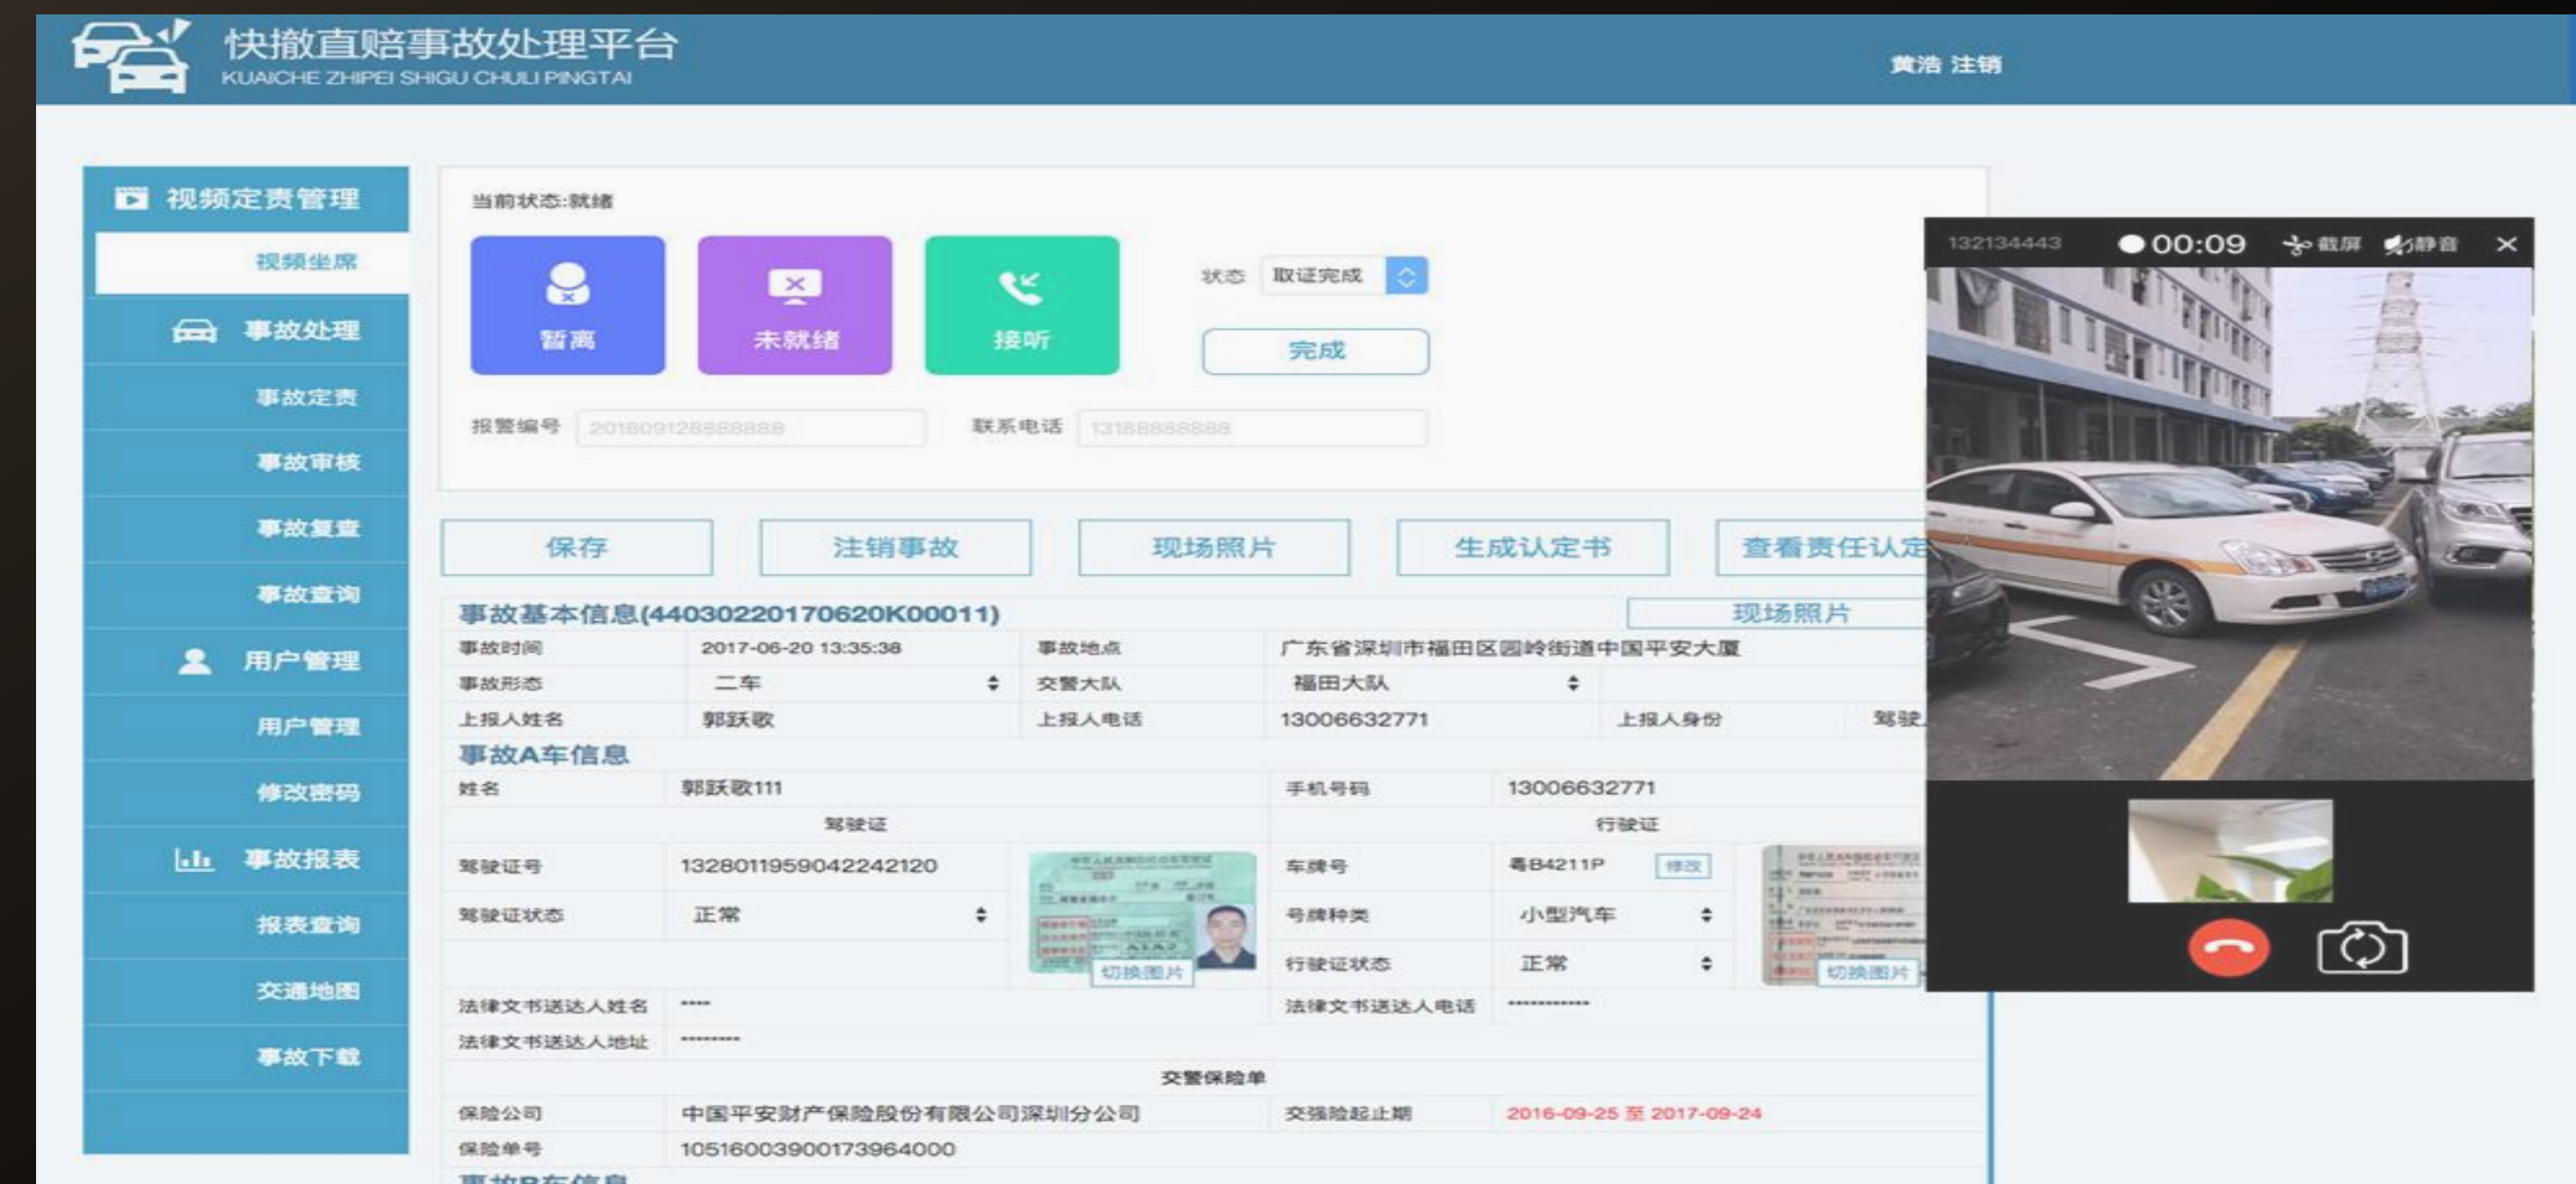 快撤直赔事故处理平台
KUAICHE ZHIPEI SHIGU CHULI PINGTAI
黄浩 注销
视频定责管理
视频坐席
事故处理
事故定责
事故审核
事故复查
事故查询
用户管理
用户管理
修改密码
事故报表
报表查询
交通地图
事故下载
当前状态:就绪
暂离
未就绪
接听
状态 取证完成
完成
报警编号 201809128888888
联系电话 13188888888
132134443 00:09 截屏 静音
保存 注销事故 现场照片 生成认定书 查看责任认定
事故基本信息(44030220170620K00011) 现场照片
事故时间 2017-06-20 13:35:38 事故地点 广东省深圳市福田区园岭街道中国平安大厦
事故形态 二车 交警大队 福田大队
上报人姓名 郭跃歌 上报人电话 13006632771 上报人身份 驾驶
事故A车信息
姓名 郭跃歌111 手机号码 13006632771
驾驶证 行驶证
驾驶证号 1328011959042242120 车牌号 粤B4211P 修改
驾驶证状态 正常 号牌种类 小型汽车
A1A2
切换图片 行驶证状态 正常 切换图片
法律文书送达人姓名 **** 法律文书送达人电话 ***********
法律文书送达人地址 ********
交警保险单
保险公司 中国平安财产保险股份有限公司深圳分公司 交强险起止期 2016-09-25 至 2017-09-24
保险单号 10516003900173964000
事故B车信息